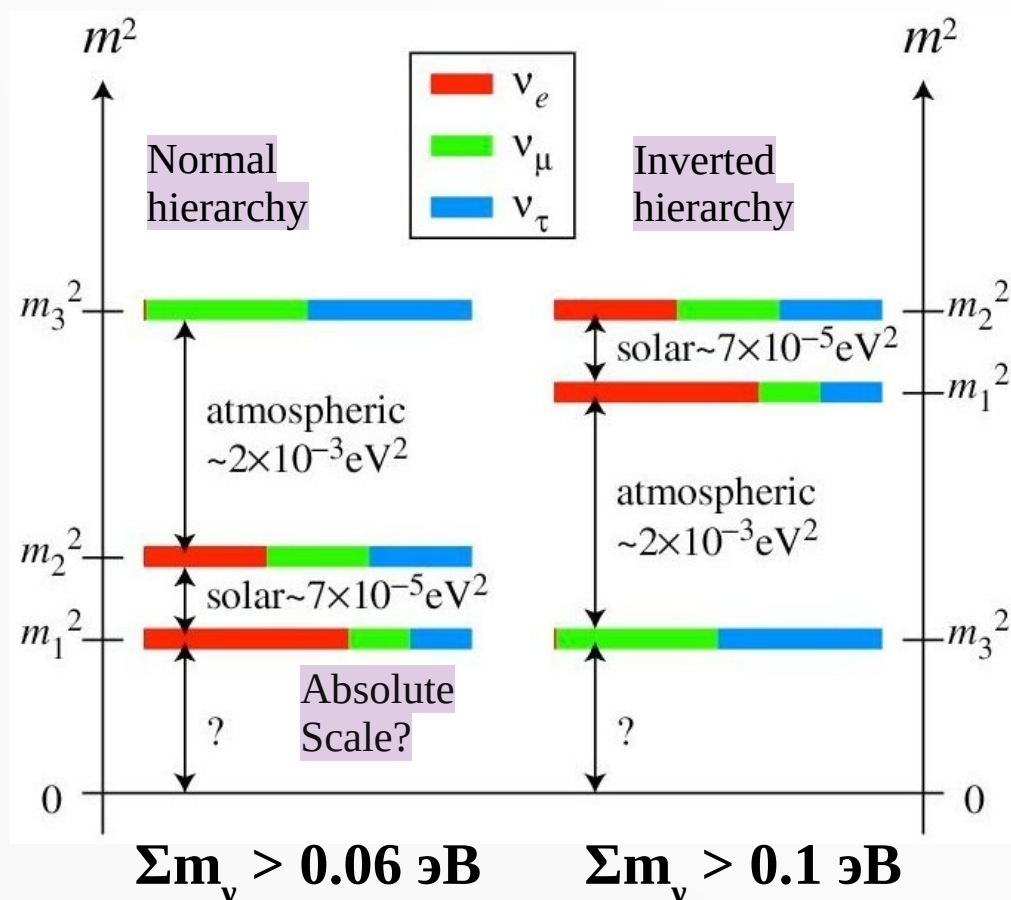 m²
m²
νe
νμ
ντ
Normal
hierarchy
Inverted
hierarchy
m₃²
m₂²
solar~7×10⁻⁵eV²
m₁²
atmospheric
~2×10⁻³eV²
atmospheric
~2×10⁻³eV²
m₂²
solar~7×10⁻⁵eV²
m₁²
m₃²
Absolute
Scale?
?
?
0
0
Σmν > 0.06 эВ
Σmν > 0.1 эВ